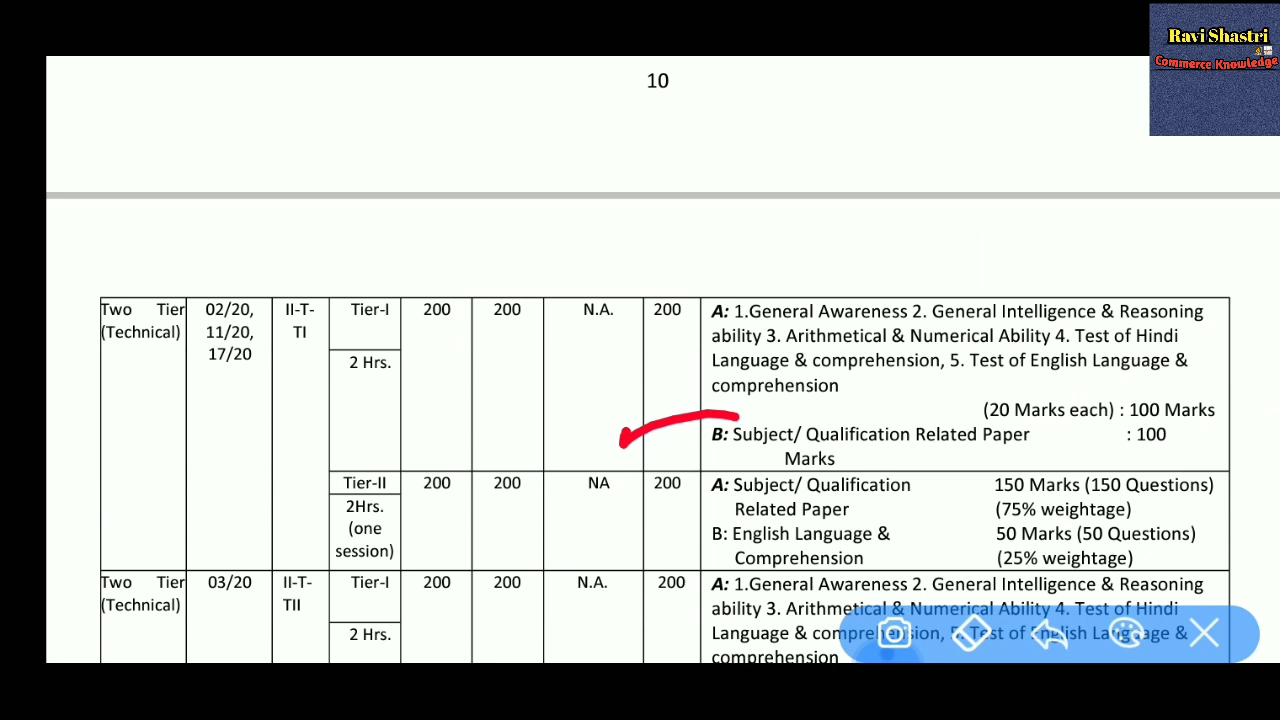 Ravi Shastri
Commerce Knowledge
10
Two Tier (Technical)
02/20, 11/20, 17/20
II-T-TI
Tier-I
2 Hrs.
200
200
N.A.
200
A: 1.General Awareness 2. General Intelligence & Reasoning
ability 3. Arithmetical & Numerical Ability 4. Test of Hindi
Language & comprehension, 5. Test of English Language &
comprehension
(20 Marks each) : 100 Marks
B: Subject/ Qualification Related Paper : 100
Marks
Tier-II
2Hrs.
(one
session)
200
200
NA
200
A: Subject/ Qualification 150 Marks (150 Questions)
Related Paper (75% weightage)
B: English Language & 50 Marks (50 Questions)
Comprehension (25% weightage)
Two Tier (Technical)
03/20
II-T-TII
Tier-I
2 Hrs.
200
200
N.A.
200
A: 1.General Awareness 2. General Intelligence & Reasoning
ability 3. Arithmetical & Numerical Ability 4. Test of Hindi
Language & comprehension, 5. Test of English Language &
comprehension